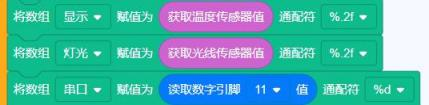 将数组 显示 赋值为 获取温度传感器值 通配符 %.2f
将数组 灯光 赋值为 获取光线传感器值 通配符 %.2f
将数组 串口 赋值为 读取数字引脚 11 值 通配符 %d